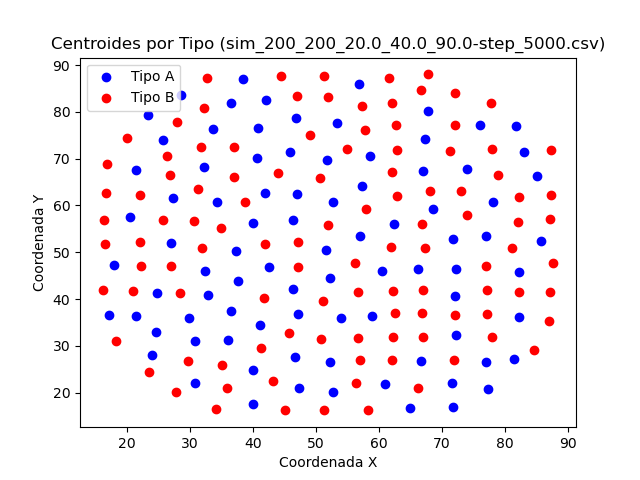 Centroides por Tipo (sim_200_200_20.0_40.0_90.0-step_5000.csv)
Tipo A
Tipo B
90
80
70
60
50
40
30
20
Coordenada Y
20 30 40 50 60 70 80 90
Coordenada X